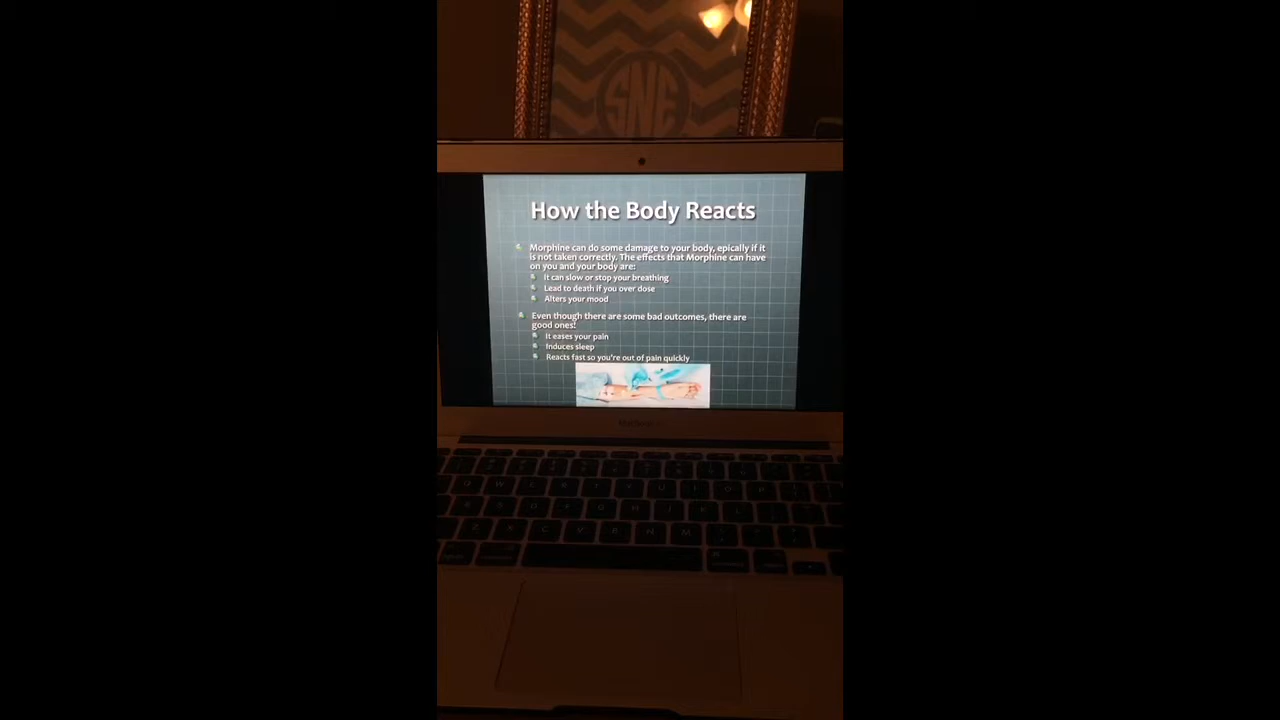 SNE
How the Body Reacts
Morphine can do some damage to your body, epically if it
is not taken correctly. The effects that Morphine can have
on you and your body are:
It can slow or stop your breathing
Lead to death if you over dose
Alters your mood
Even though there are some bad outcomes, there are
good ones!
It eases your pain
Induces sleep
Reacts fast so you're out of pain quickly